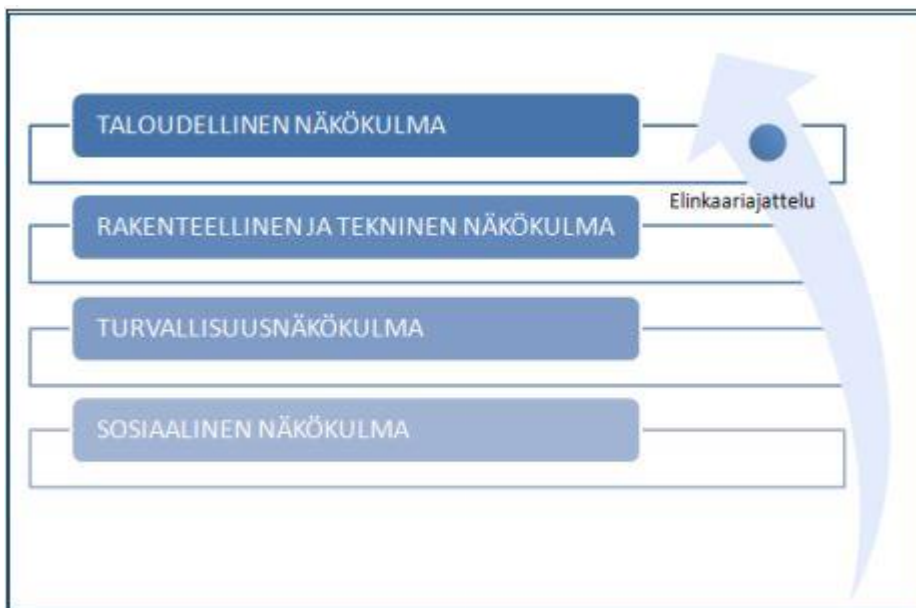 TALOUDELLINEN NÄKÖKULMA
Elinkaariajattelu
RAKENTEELLINEN JA TEKNINEN NÄKÖKULMA
TURVALLISUUSNÄKÖKULMA
SOSIAALINEN NÄKÖKULMA